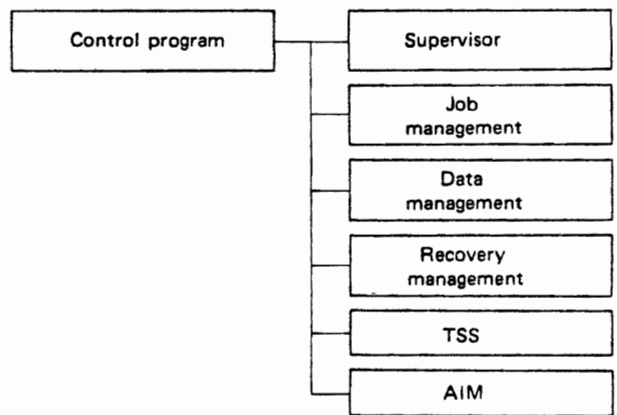 Control program
Supervisor
Job
management
Data
management
Recovery
management
TSS
AIM